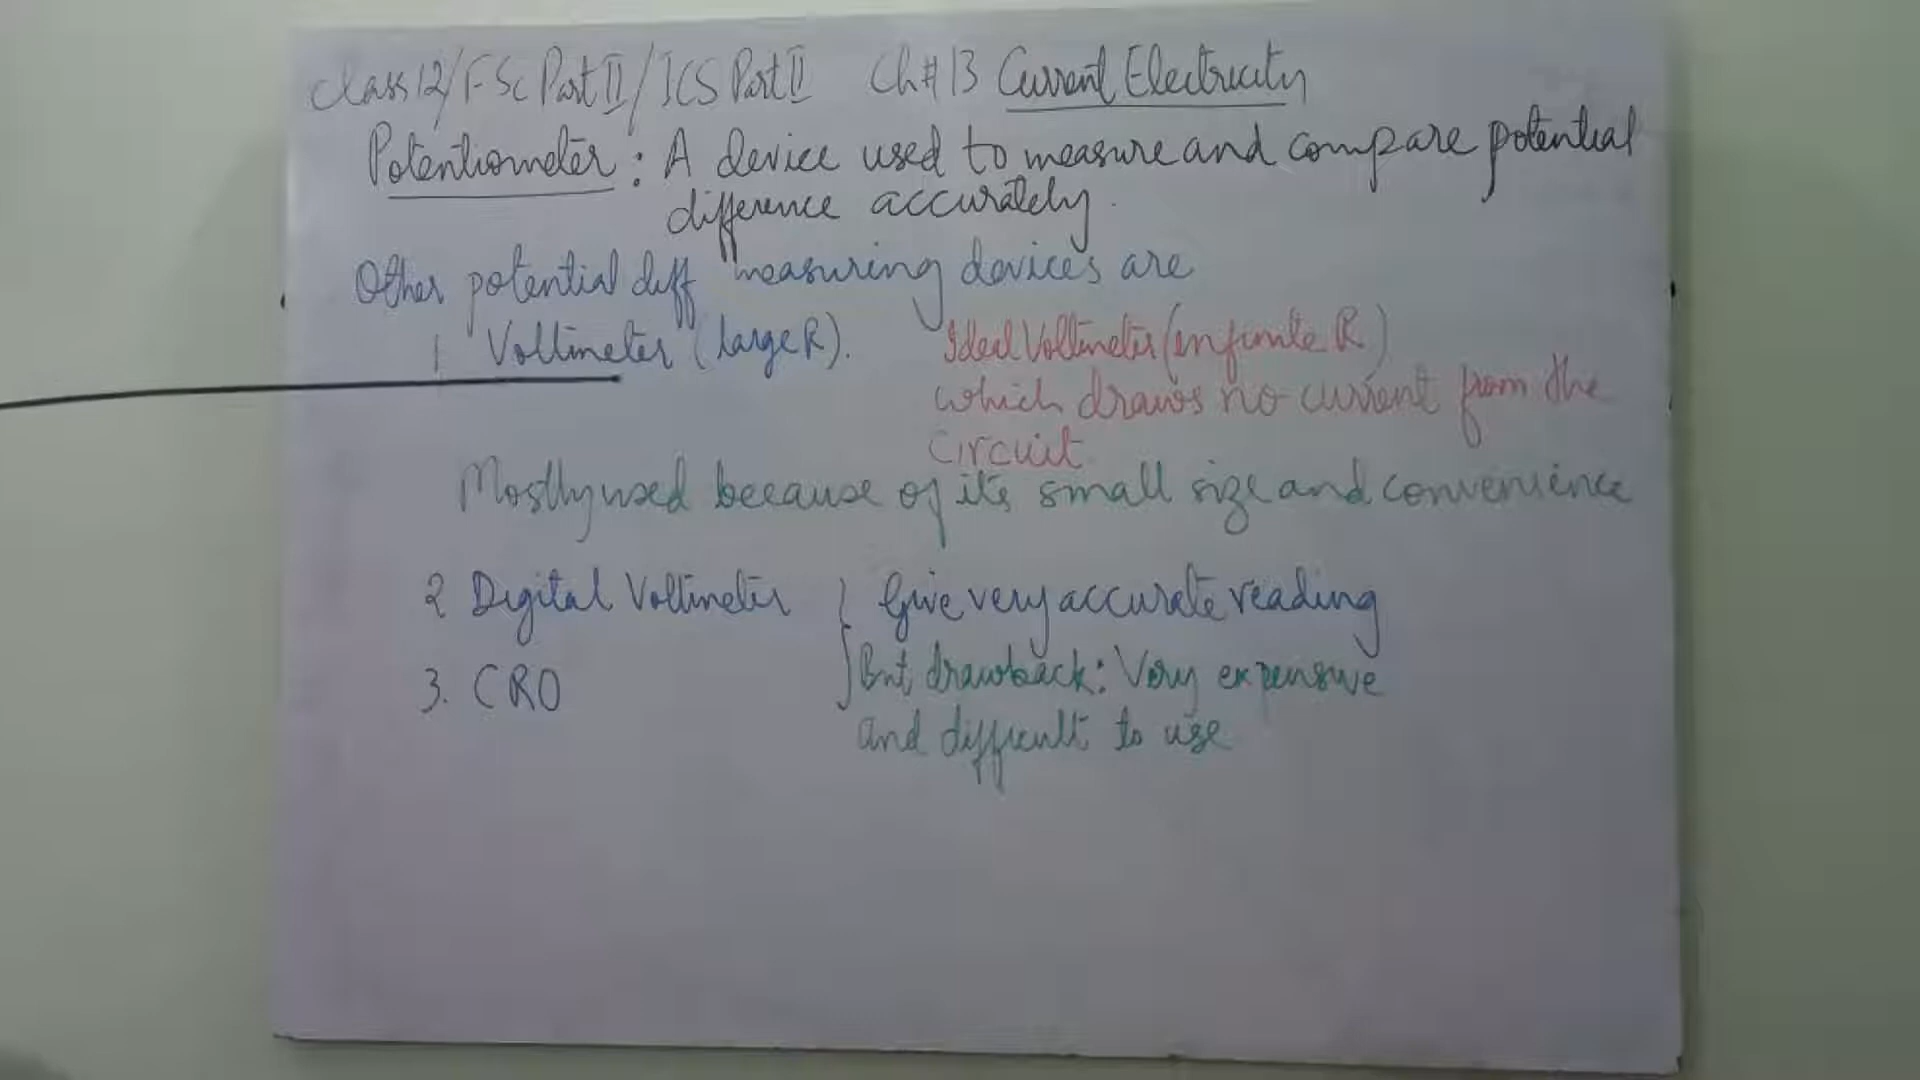 Class 12/F.Sc Part II/ICS Part II Ch# 13 Current Electricity
Potentiometer: A device used to measure and compare potential
difference accurately.
Other potential diff measuring devices are
1 Voltmeter (large R). Ideal Voltmeter (infinite R)
which draws no current from the
circuit
Mostly used because of its small size and convenience
2 Digital Voltmeter } Give very accurate reading
3. CRO But drawback: Very expensive
and difficult to use